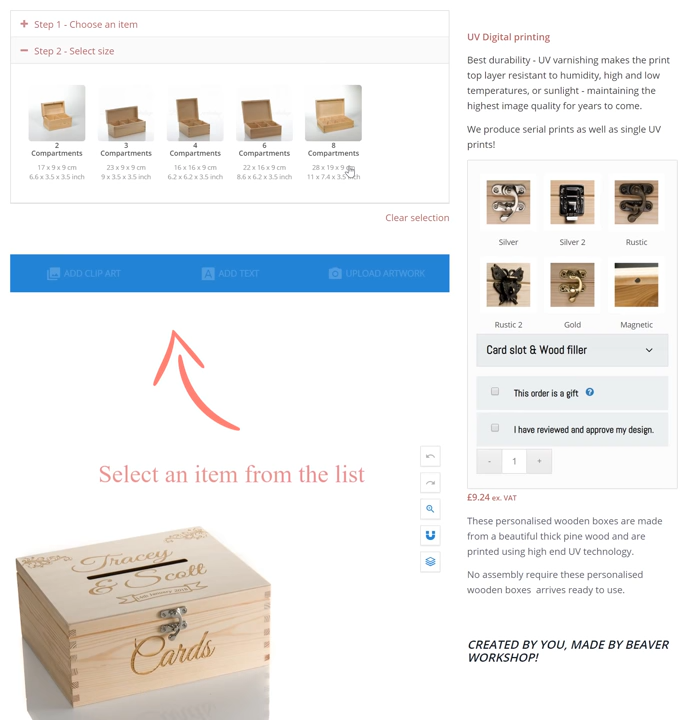 Step 1 - Choose an item
Step 2 - Select size
2 Compartments
17 x 9 x 9 cm
6.6 x 3.5 x 3.5 inch
3 Compartments
23 x 9 x 9 cm
9 x 3.5 x 3.5 inch
4 Compartments
16 x 16 x 9 cm
6.2 x 6.2 x 3.5 inch
6 Compartments
22 x 16 x 9 cm
8.6 x 6.2 x 3.5 inch
8 Compartments
28 x 19 x 9 cm
11 x 7.4 x 3.5 inch
Clear selection
ADD CLIP ART
ADD TEXT
UPLOAD ARTWORK
Select an item from the list
Tracey
& Scott
Cards
UV Digital printing
Best durability - UV varnishing makes the print
top layer resistant to humidity, high and low
temperatures, or sunlight - maintaining the
highest image quality for years to come.
We produce serial prints as well as single UV
prints!
Silver
Silver 2
Rustic
Rustic 2
Gold
Magnetic
Card slot & Wood filler
This order is a gift ?
I have reviewed and approve my design.
- 1 +
£9.24 ex. VAT
These personalised wooden boxes are made
from a beautiful thick pine wood and are
printed using high end UV technology.
No assembly require these personalised
wooden boxes arrives ready to use.
CREATED BY YOU, MADE BY BEAVER
WORKSHOP!